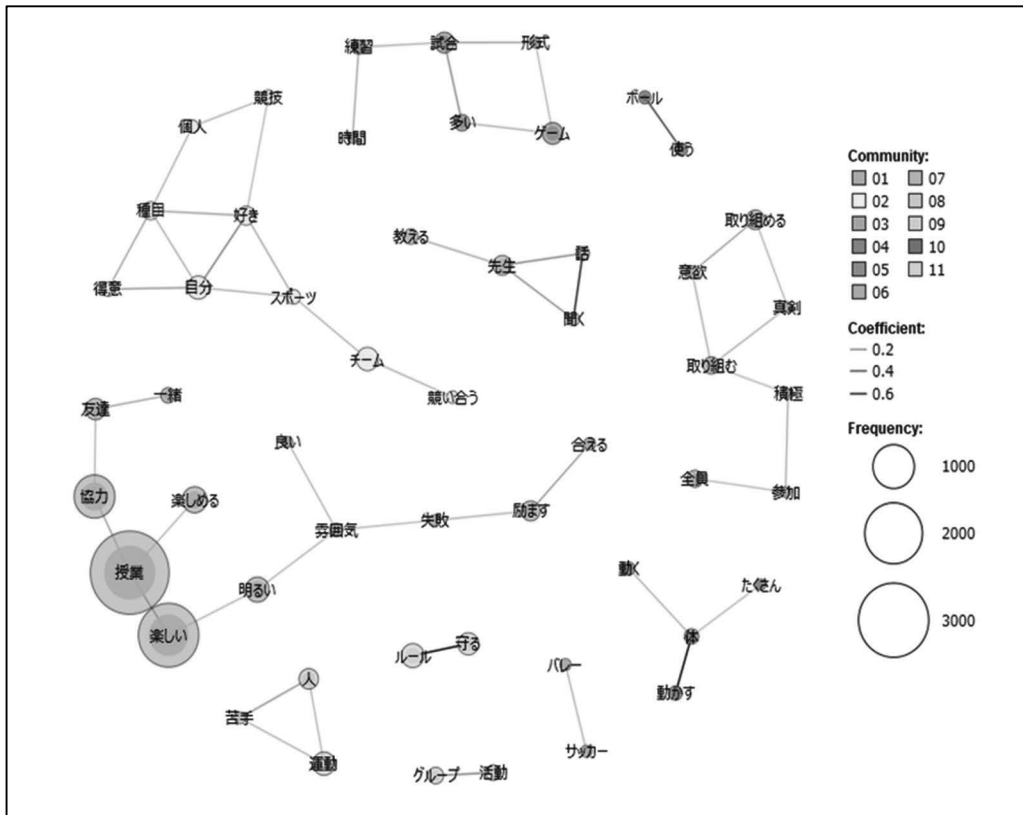 練習
試合
形式
競技
個人
時間
多い
ゲーム
ボール
使う
種目
好き
得意
自分
スポーツ
チーム
競い合う
教える
先生
話
聞く
取り組める
意欲
真剣
取り組む
積極
全員
参加
一緒
友達
協力
楽しめる
授業
楽しい
良い
雰囲気
失敗
励ます
合える
明るい
動く
たくさん
体
動かす
ルール
守る
人
苦手
運動
バレー
サッカー
グループ
活動
Community:
01 07
02 08
03 09
04 10
05 11
06
Coefficient:
0.2
0.4
0.6
Frequency:
1000
2000
3000